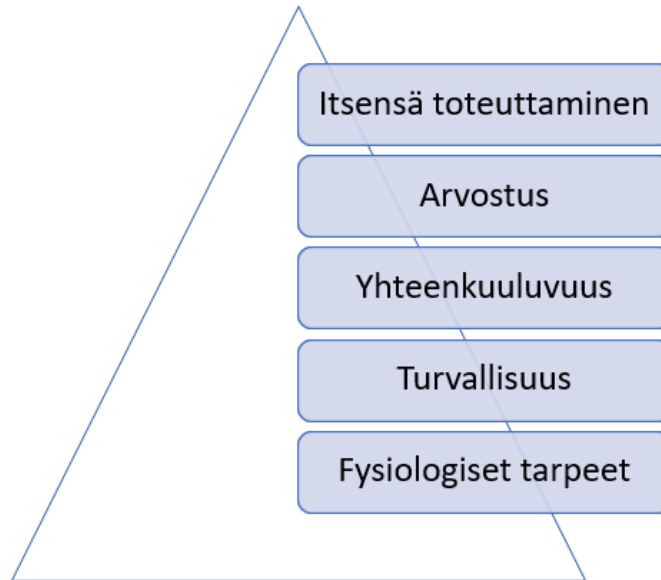 Itsensä toteuttaminen
Arvostus
Yhteenkuuluvuus
Turvallisuus
Fysiologiset tarpeet